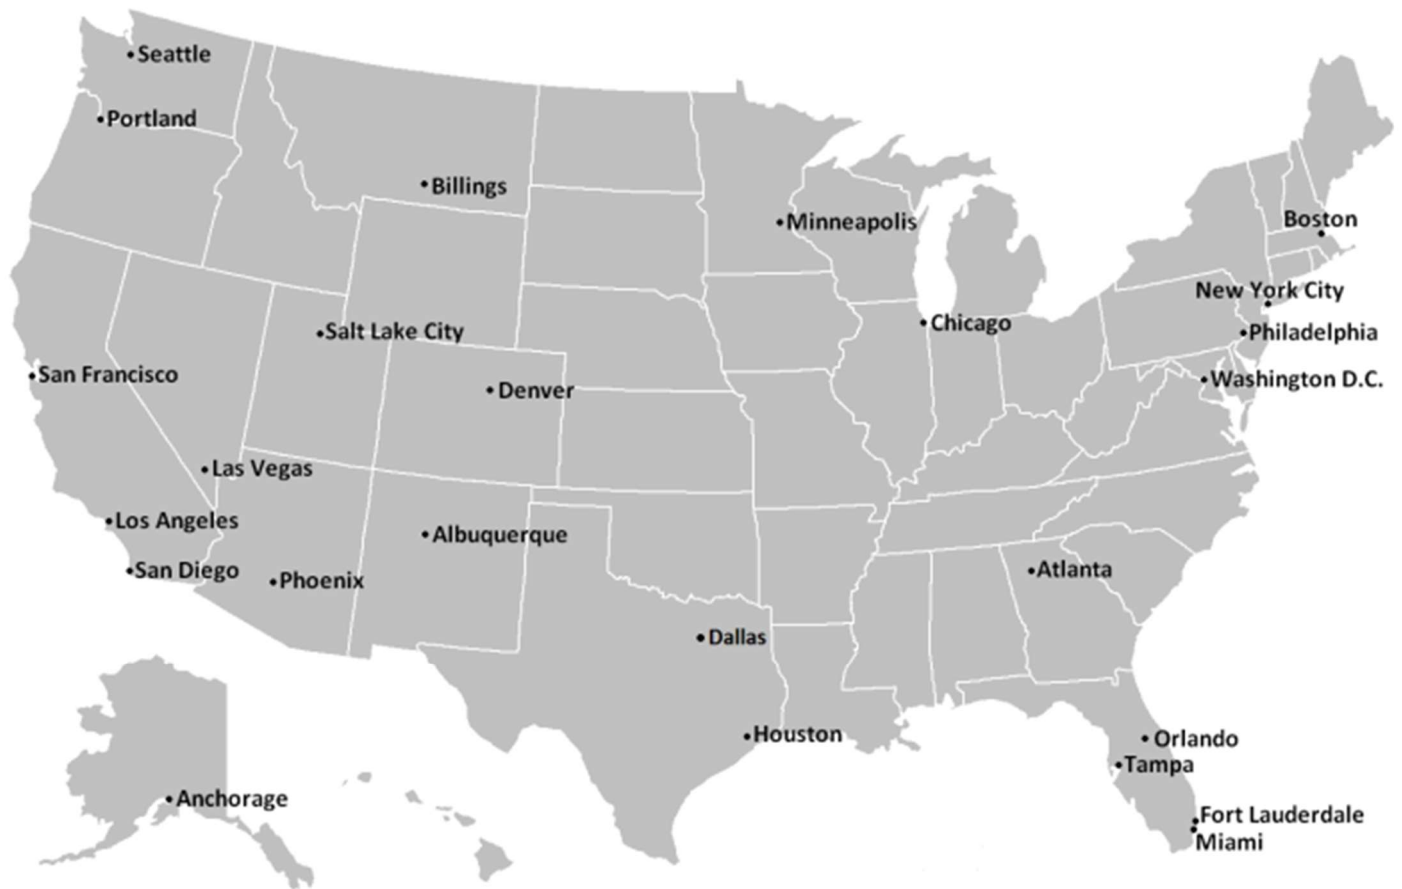 Seattle
Portland
Billings
Minneapolis
Boston
New York City
Chicago
Salt Lake City
Philadelphia
San Francisco
Denver
Washington D.C.
Las Vegas
Los Angeles
Albuquerque
San Diego
Phoenix
Atlanta
Dallas
Houston
Orlando
Tampa
Anchorage
Fort Lauderdale
Miami